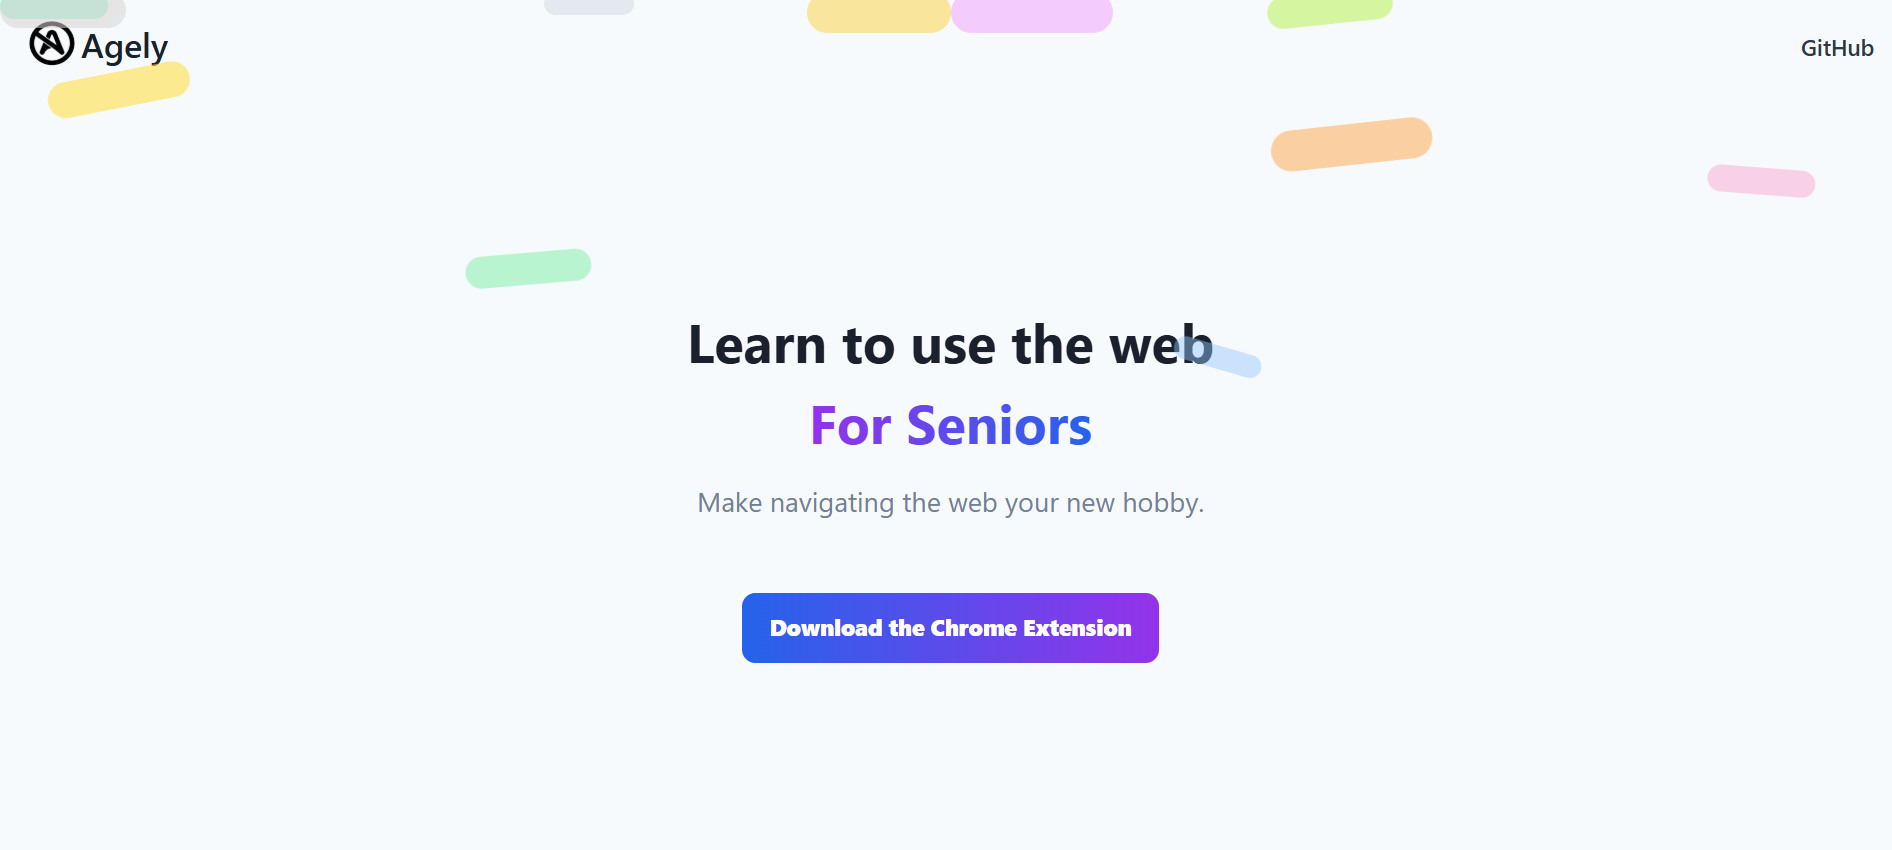 Agely
GitHub
Learn to use the web
For Seniors
Make navigating the web your new hobby.
Download the Chrome Extension